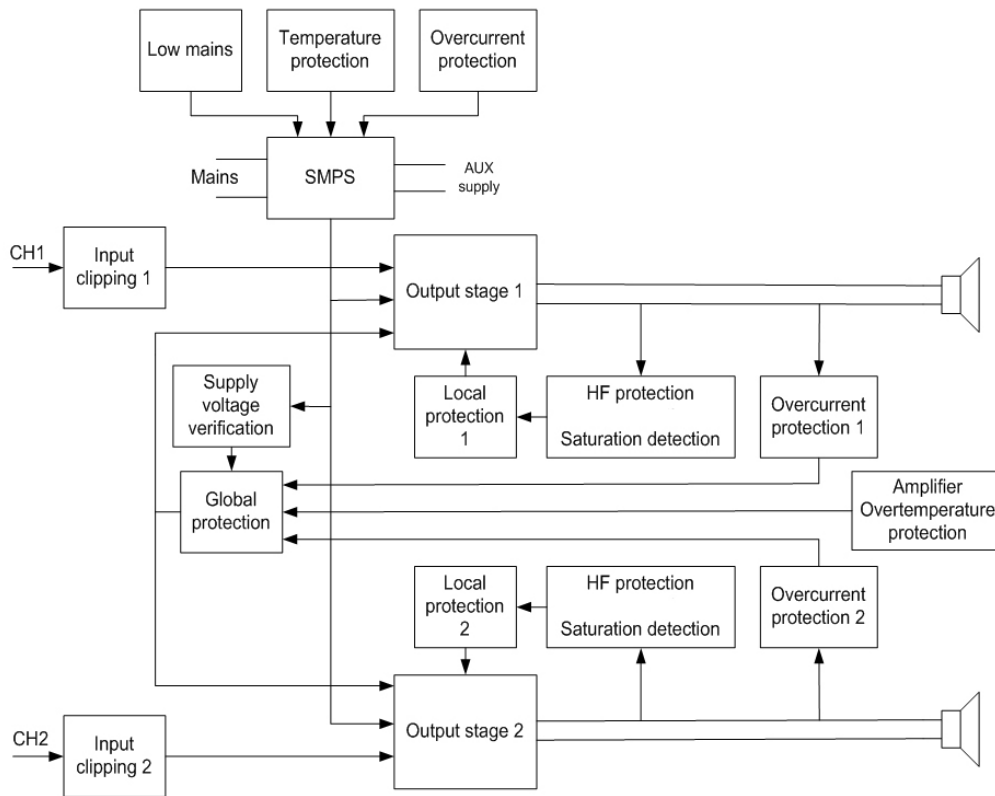 Low mains
Temperature
protection
Overcurrent
protection
Mains
SMPS
AUX
supply
CH1
Input
clipping 1
Output stage 1
Supply
voltage
verification
Local
protection
1
HF protection
Saturation detection
Overcurrent
protection 1
Global
protection
Amplifier
Overtemperature
protection
Local
protection
2
HF protection
Saturation detection
Overcurrent
protection 2
CH2
Input
clipping 2
Output stage 2